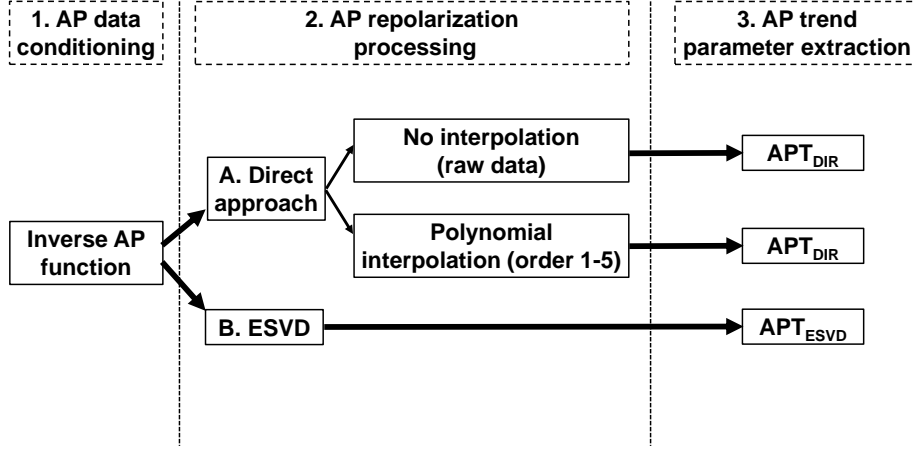 1. AP data
conditioning
2. AP repolarization
processing
3. AP trend
parameter extraction
No interpolation
(raw data)
APT_DIR
A. Direct
approach
Inverse AP
function
Polynomial
interpolation (order 1-5)
APT_DIR
B. ESVD
APT_ESVD